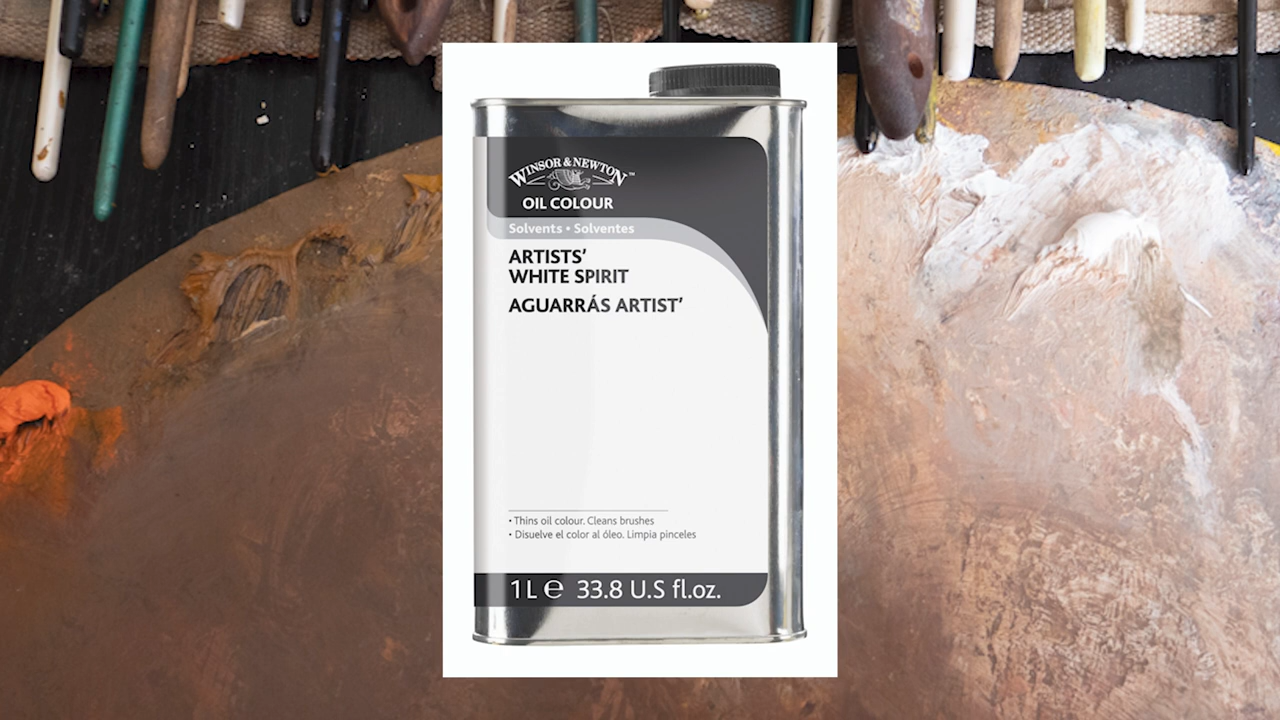 WINSOR & NEWTON™
OIL COLOUR
Solvents • Solventes
ARTISTS’
WHITE SPIRIT
AGUARRÁS ARTIST’
• Thins oil colour. Cleans brushes
• Disuelve el color al óleo. Limpia pinceles
1L ℮ 33.8 U.S fl.oz.